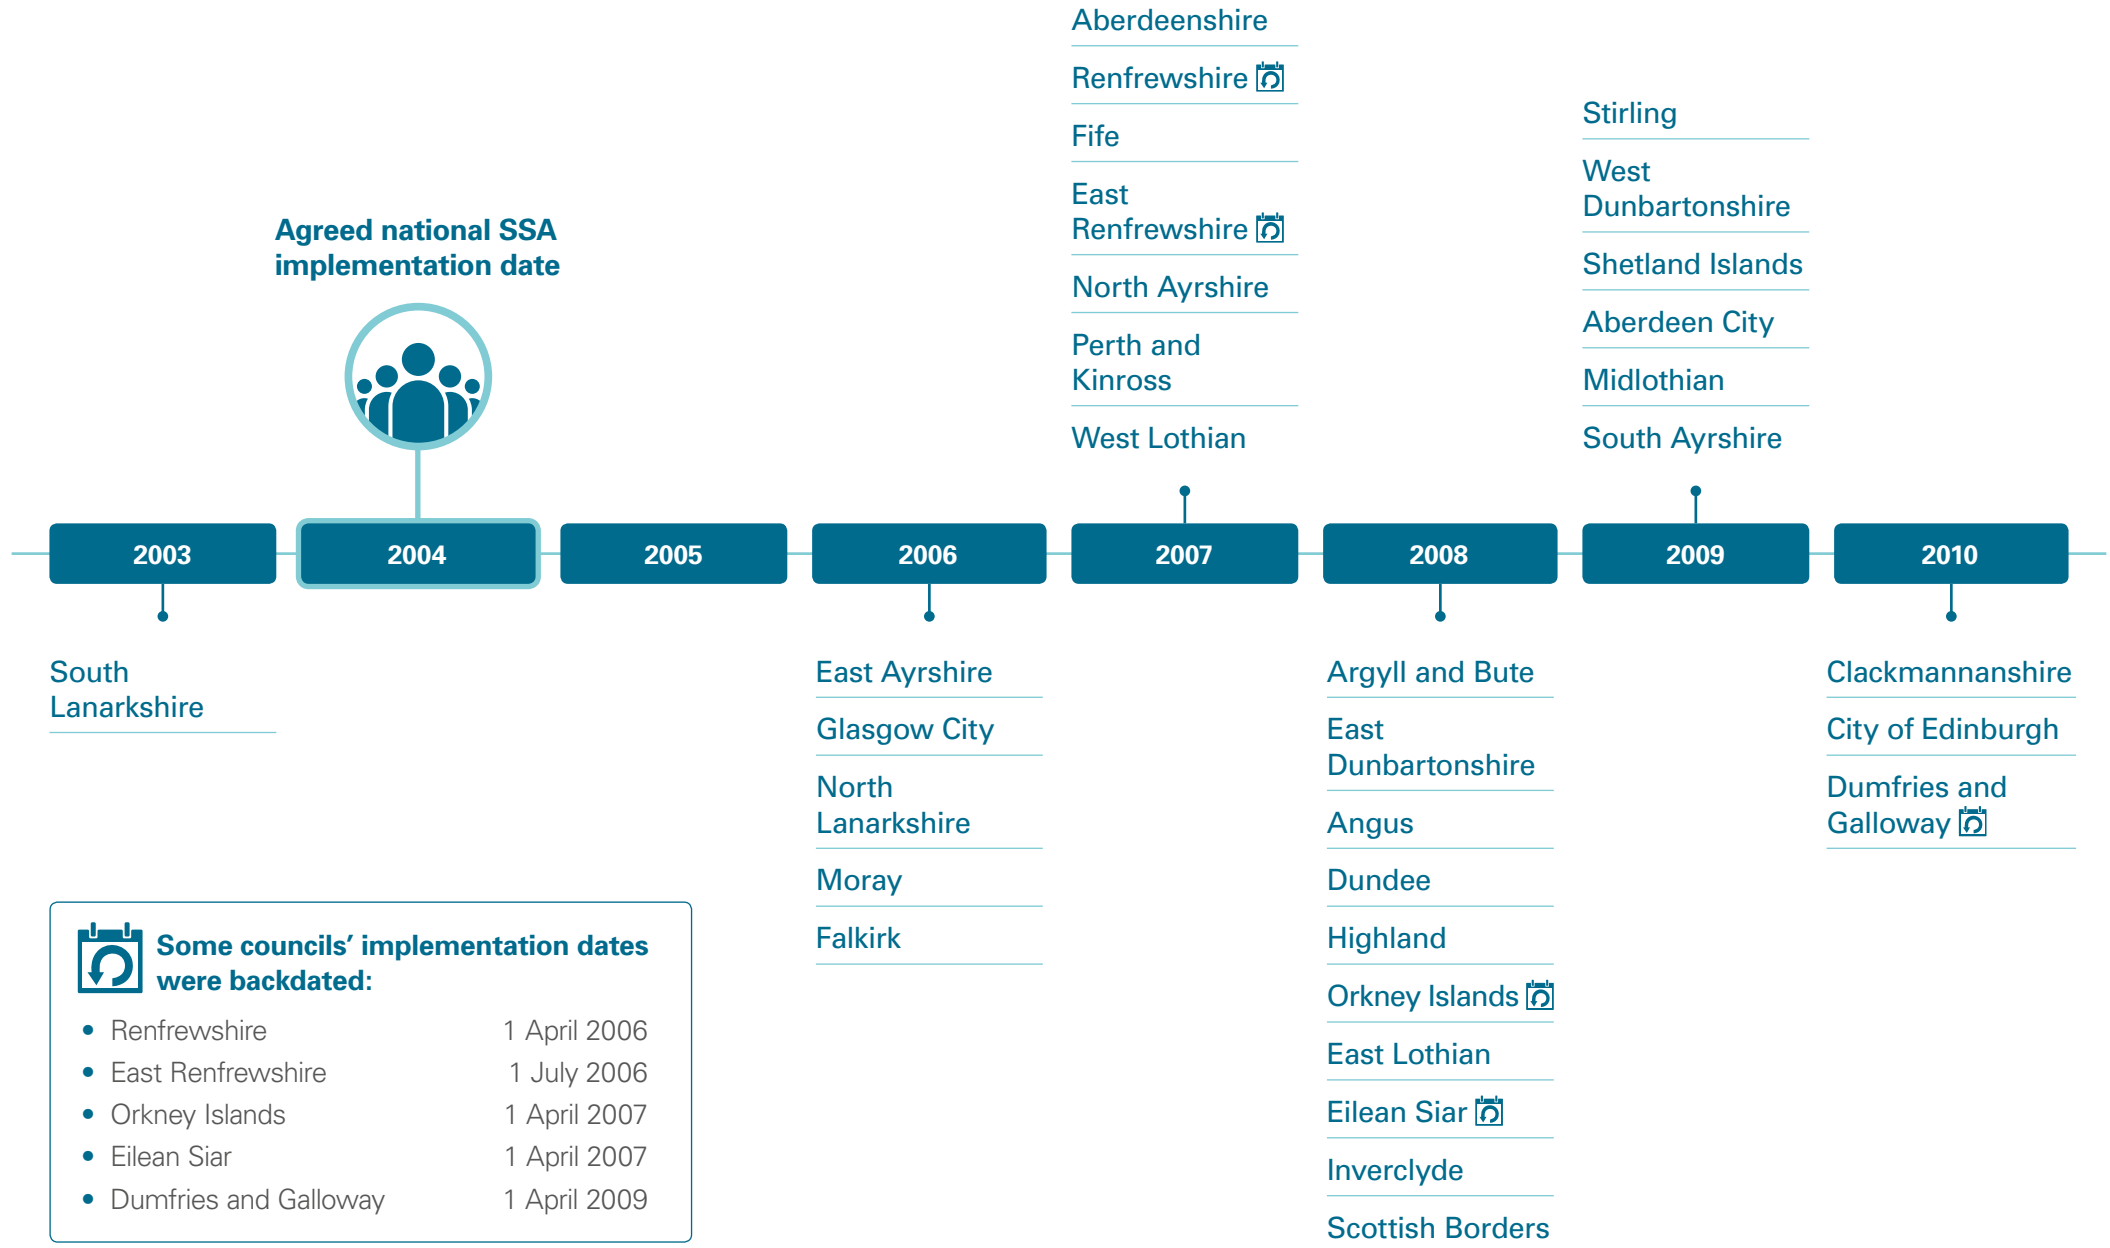 Agreed national SSA
implementation date
Aberdeenshire
Renfrewshire
Fife
East
Renfrewshire
North Ayrshire
Perth and
Kinross
West Lothian
Stirling
West
Dunbartonshire
Shetland Islands
Aberdeen City
Midlothian
South Ayrshire
2003
2004
2005
2006
2007
2008
2009
2010
South
Lanarkshire
East Ayrshire
Glasgow City
North
Lanarkshire
Moray
Falkirk
Argyll and Bute
East
Dunbartonshire
Angus
Dundee
Highland
Orkney Islands
East Lothian
Eilean Siar
Inverclyde
Scottish Borders
Clackmannanshire
City of Edinburgh
Dumfries and
Galloway
Some councils’ implementation dates
were backdated:
• Renfrewshire 1 April 2006
• East Renfrewshire 1 July 2006
• Orkney Islands 1 April 2007
• Eilean Siar 1 April 2007
• Dumfries and Galloway 1 April 2009